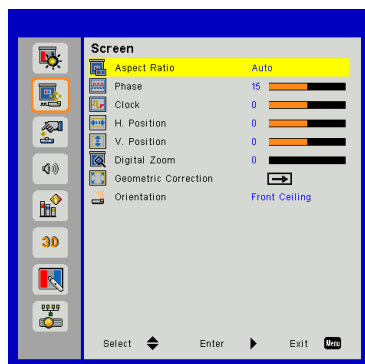 Screen
Aspect Ratio Auto
Phase 15
Clock 0
H. Position 0
V. Position 0
Digital Zoom 0
Geometric Correction
Orientation Front Ceiling
3D
Select Enter Exit Menu